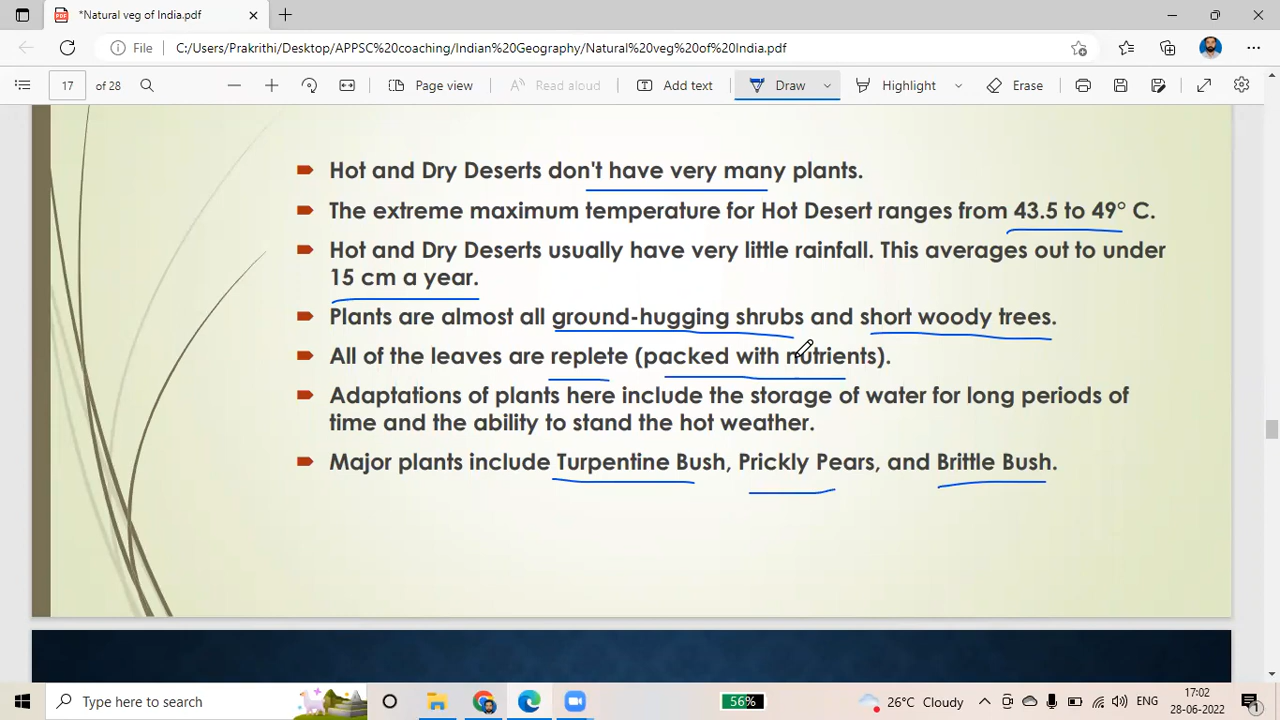 *Natural veg of India.pdf
File C:/Users/Prakrithi/Desktop/APPSC%20coaching/Indian%20Geography/Natural%20veg%20of%20India.pdf
17 of 28 Page view Read aloud Add text Draw Highlight Erase
Hot and Dry Deserts don't have very many plants.
The extreme maximum temperature for Hot Desert ranges from 43.5 to 49° C.
Hot and Dry Deserts usually have very little rainfall. This averages out to under
15 cm a year.
Plants are almost all ground-hugging shrubs and short woody trees.
All of the leaves are replete (packed with nutrients).
Adaptations of plants here include the storage of water for long periods of
time and the ability to stand the hot weather.
Major plants include Turpentine Bush, Prickly Pears, and Brittle Bush.
Type here to search 56% 26°C Cloudy ENG 17:02
28-06-2022 1